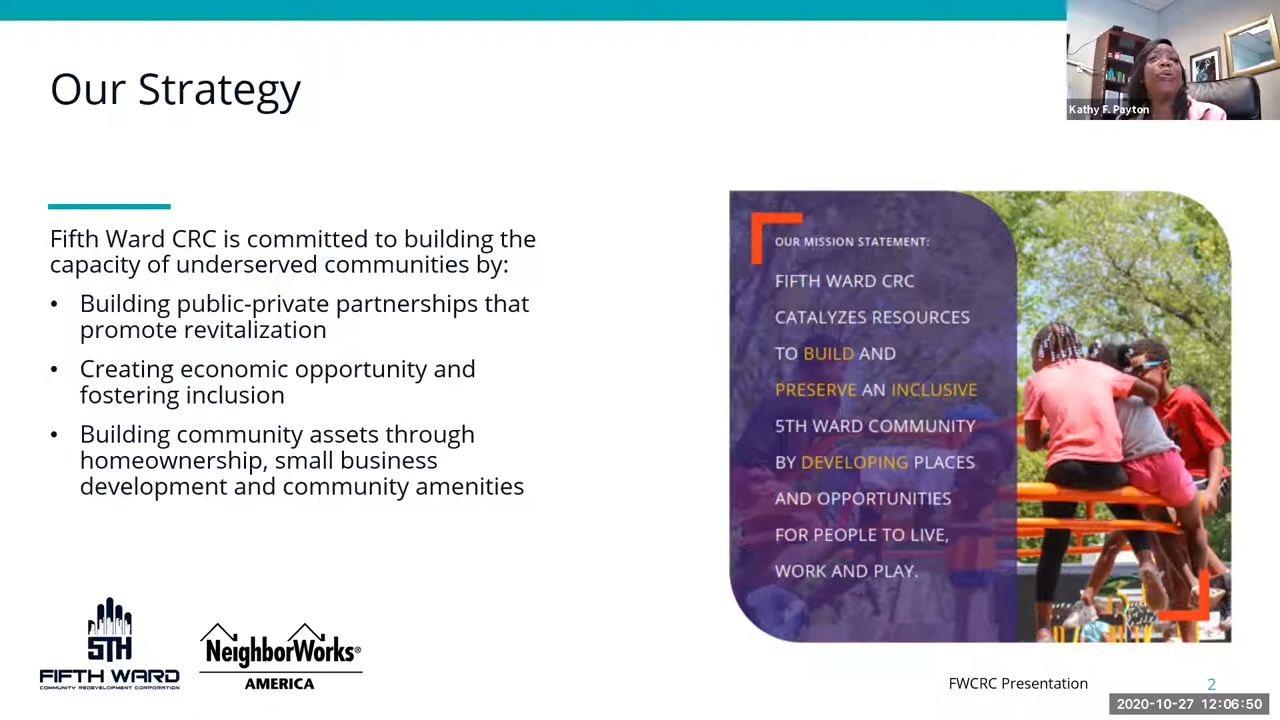 Our Strategy
Kathy F. Payton
Fifth Ward CRC is committed to building the
capacity of underserved communities by:
• Building public-private partnerships that
promote revitalization
• Creating economic opportunity and
fostering inclusion
• Building community assets through
homeownership, small business
development and community amenities
OUR MISSION STATEMENT:
FIFTH WARD CRC
CATALYZES RESOURCES
TO BUILD AND
PRESERVE AN INCLUSIVE
5TH WARD COMMUNITY
BY DEVELOPING PLACES
AND OPPORTUNITIES
FOR PEOPLE TO LIVE,
WORK AND PLAY.
5TH
FIFTH WARD
COMMUNITY REDEVELOPMENT CORPORATION
NeighborWorks®
AMERICA
FWCRC Presentation
2
2020-10-27 12:06:50